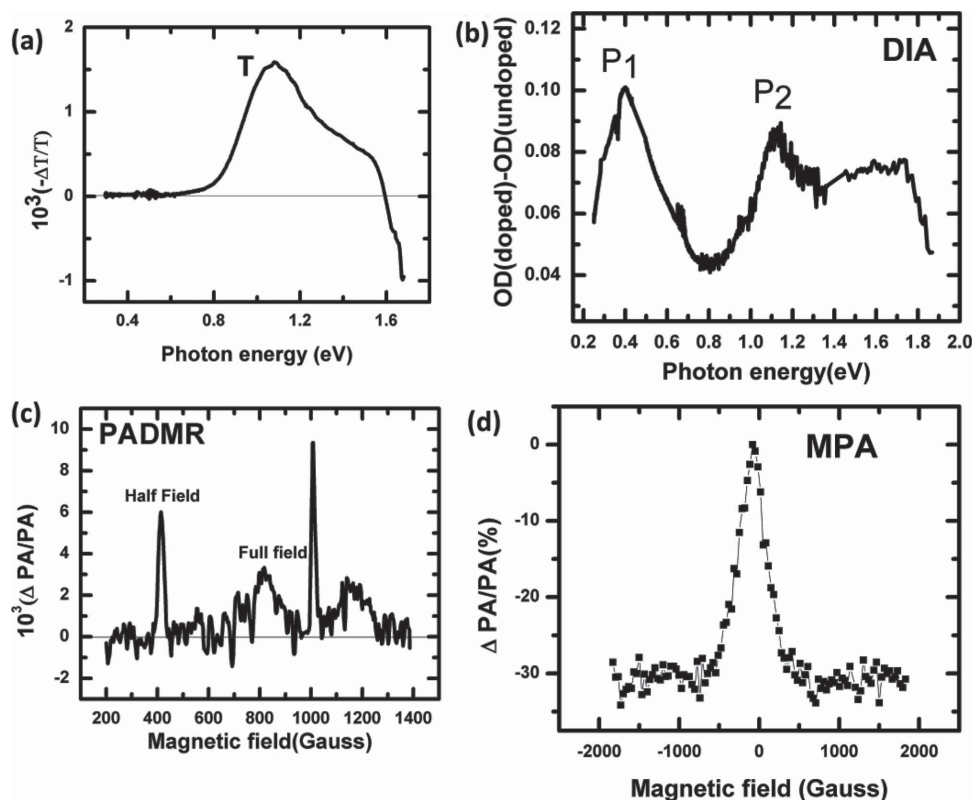 (a)
2
1
0
-1
T
10³(-ΔT/T)
0.4 0.8 1.2 1.6
Photon energy (eV)
(b)
DIA
P₁
P₂
OD(doped)-OD(undoped)
0.10
0.08
0.06
0.04
0.2 0.4 0.6 0.8 1.0 1.2 1.4 1.6 1.8 2.0
Photon energy(eV)
(c)
PADMR
10
8
6
4
2
0
-2
Half Field
Full field
10³(Δ PA/PA)
200 400 600 800 1000 1200 1400
Magnetic field(Gauss)
(d)
MPA
0
-10
-20
-30
Δ PA/PA(%)
-2000 -1000 0 1000 2000
Magnetic field (Gauss)